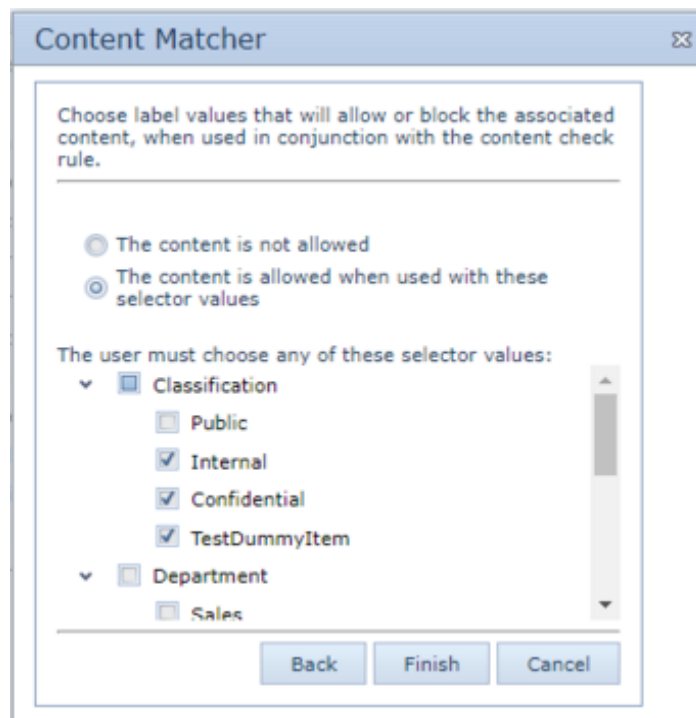 Content Matcher
Choose label values that will allow or block the associated
content, when used in conjunction with the content check
rule.
The content is not allowed
The content is allowed when used with these
selector values
The user must choose any of these selector values:
Classification
Public
Internal
Confidential
TestDummyItem
Department
Sales
Back Finish Cancel